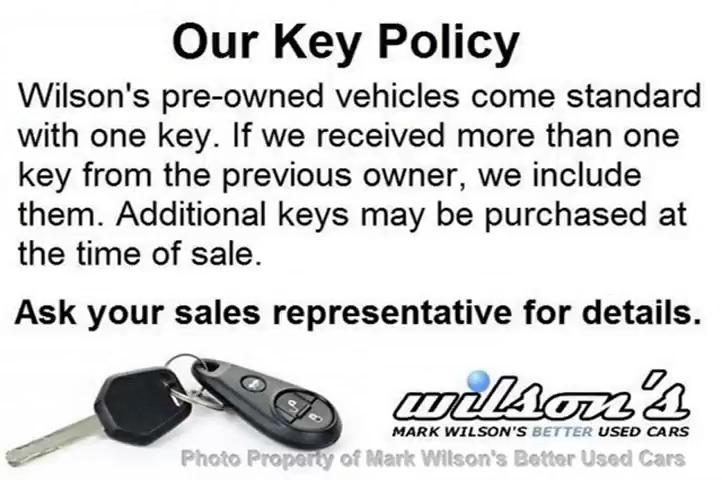 Our Key Policy
Wilson's pre-owned vehicles come standard
with one key. If we received more than one
key from the previous owner, we include
them. Additional keys may be purchased at
the time of sale.
Ask your sales representative for details.
wilson's
MARK WILSON'S BETTER USED CARS
Photo Property of Mark Wilson's Better Used Cars